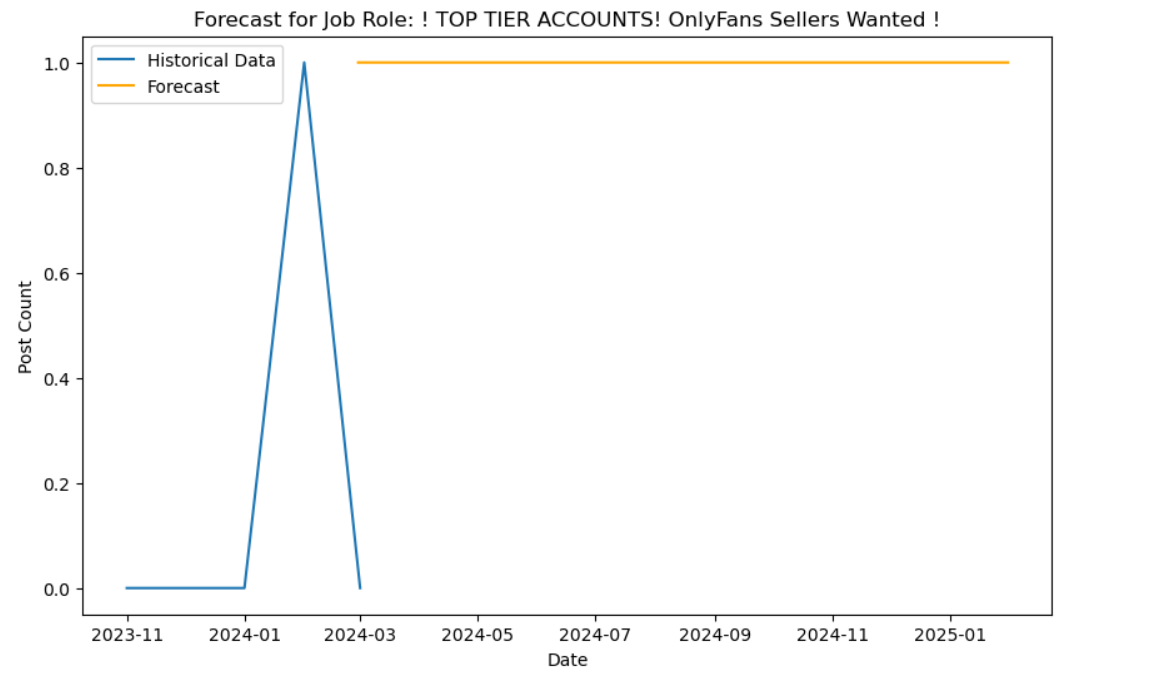 Forecast for Job Role: ! TOP TIER ACCOUNTS! OnlyFans Sellers Wanted !
Historical Data
Forecast
1.0
0.8
0.6
0.4
0.2
0.0
Post Count
2023-11 2024-01 2024-03 2024-05 2024-07 2024-09 2024-11 2025-01
Date